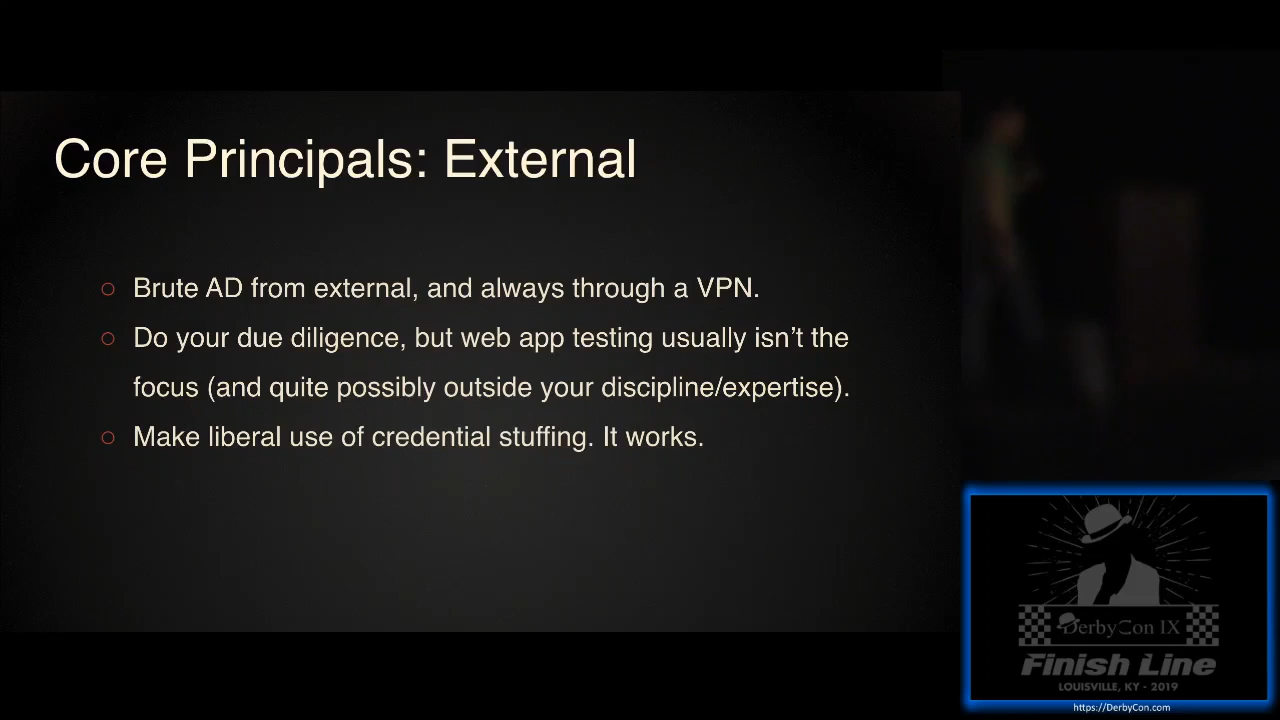 Core Principals: External
○ Brute AD from external, and always through a VPN.
○ Do your due diligence, but web app testing usually isn’t the
focus (and quite possibly outside your discipline/expertise).
○ Make liberal use of credential stuffing. It works.
DerbyCon IX
Finish Line
LOUISVILLE, KY - 2019
https://DerbyCon.com